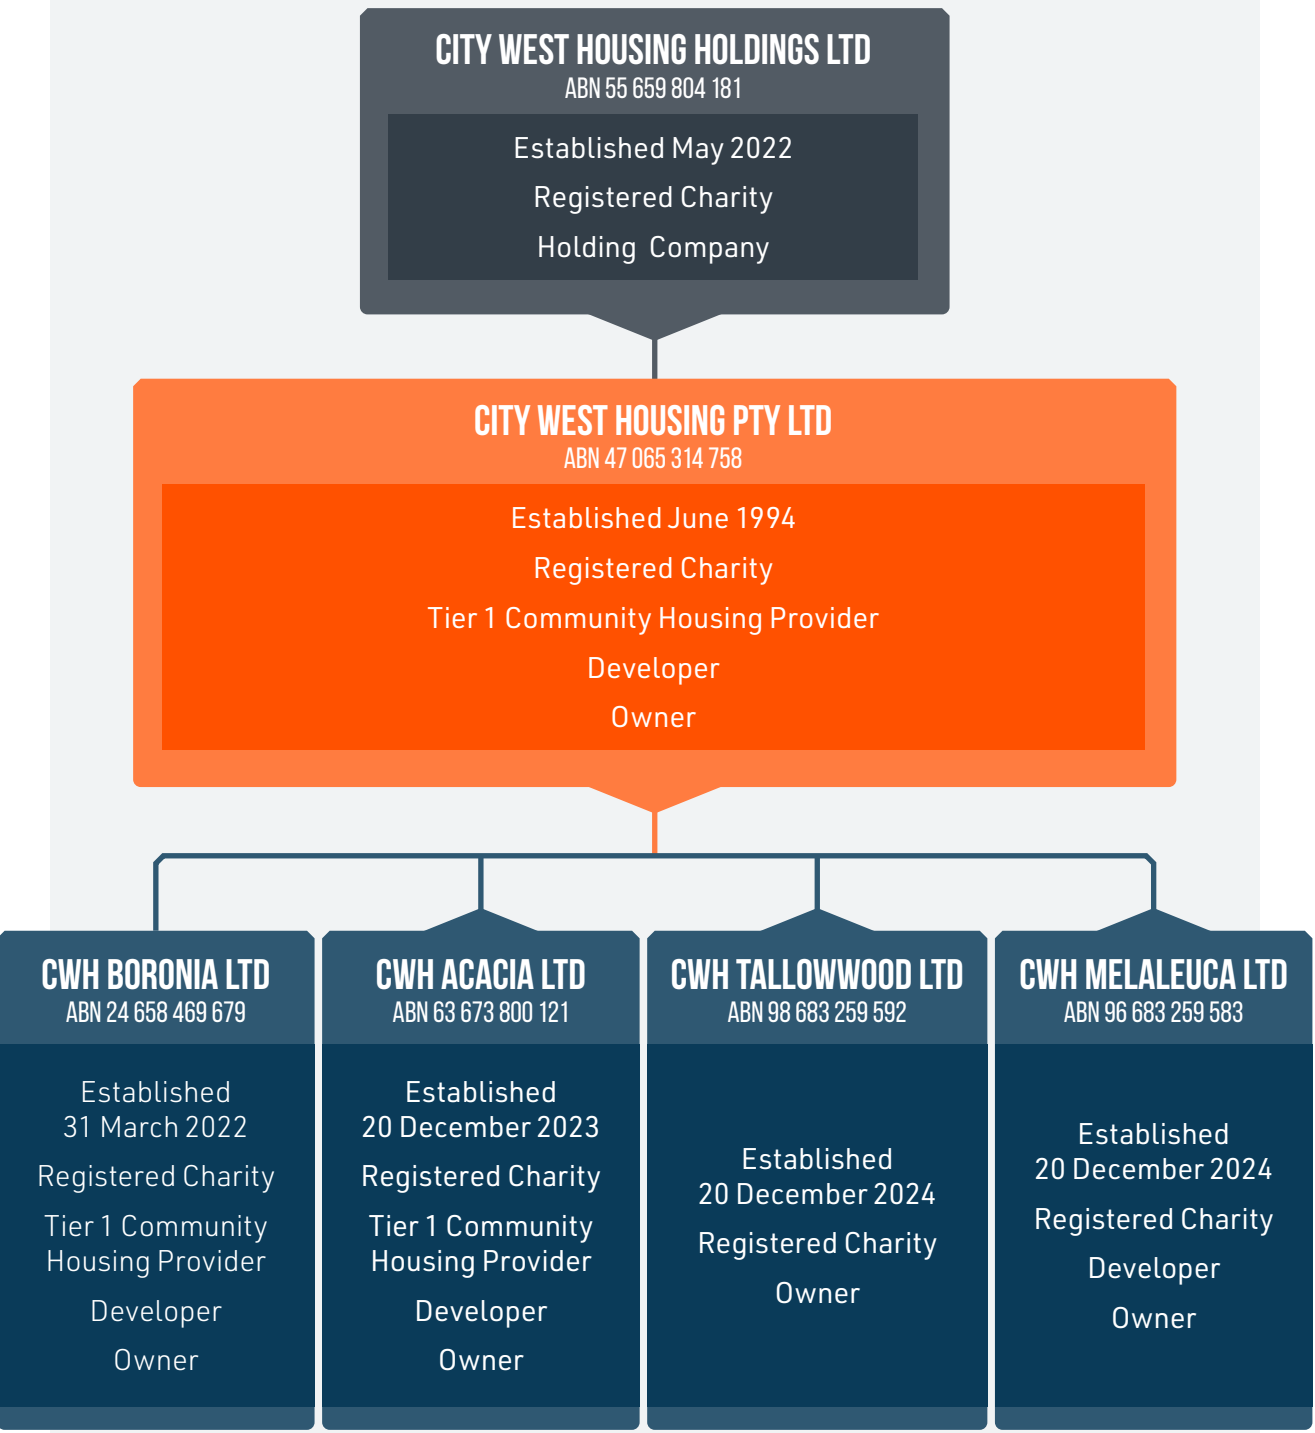 CITY WEST HOUSING HOLDINGS LTD
ABN 55 659 804 181
Established May 2022
Registered Charity
Holding Company
CITY WEST HOUSING PTY LTD
ABN 47 065 314 758
Established June 1994
Registered Charity
Tier 1 Community Housing Provider
Developer
Owner
CWH BORONIA LTD
ABN 24 658 469 679
Established
31 March 2022
Registered Charity
Tier 1 Community
Housing Provider
Developer
Owner
CWH ACACIA LTD
ABN 63 673 800 121
Established
20 December 2023
Registered Charity
Tier 1 Community
Housing Provider
Developer
Owner
CWH TALLOWWOOD LTD
ABN 98 683 259 592
Established
20 December 2024
Registered Charity
Owner
CWH MELALEUCA LTD
ABN 96 683 259 583
Established
20 December 2024
Registered Charity
Developer
Owner